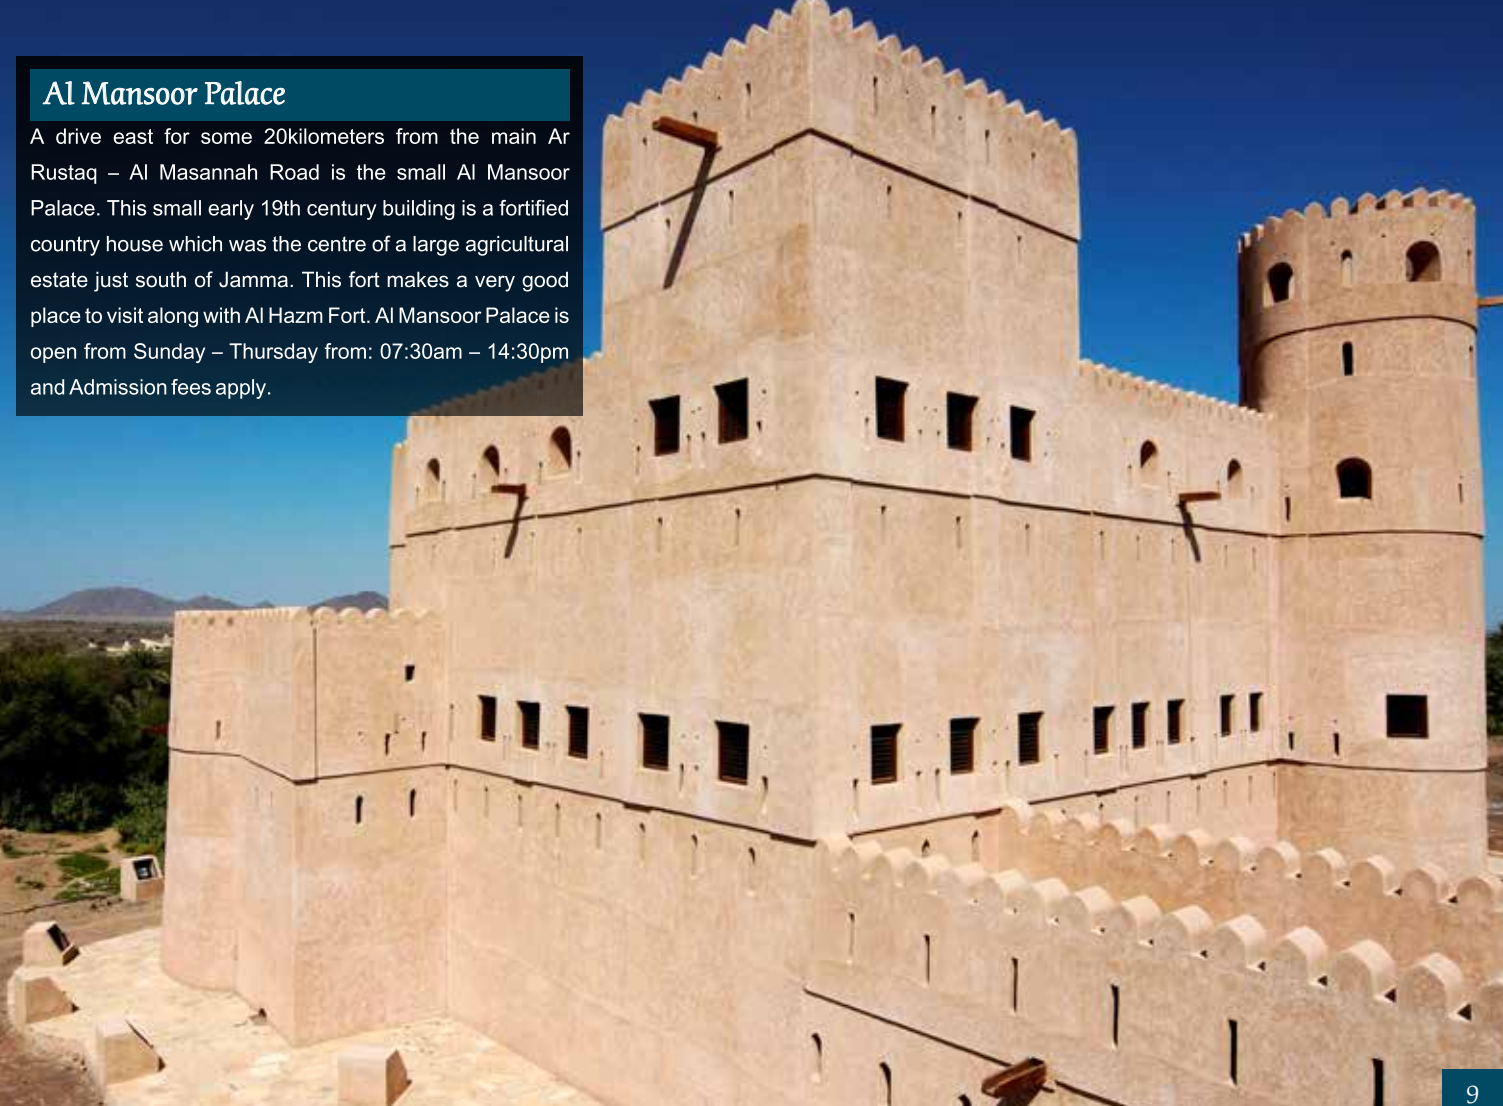 Al Mansoor Palace
A drive east for some 20kilometers from the main Ar
Rustaq – Al Masannah Road is the small Al Mansoor
Palace. This small early 19th century building is a fortified
country house which was the centre of a large agricultural
estate just south of Jamma. This fort makes a very good
place to visit along with Al Hazm Fort. Al Mansoor Palace is
open from Sunday – Thursday from: 07:30am – 14:30pm
and Admission fees apply.
9